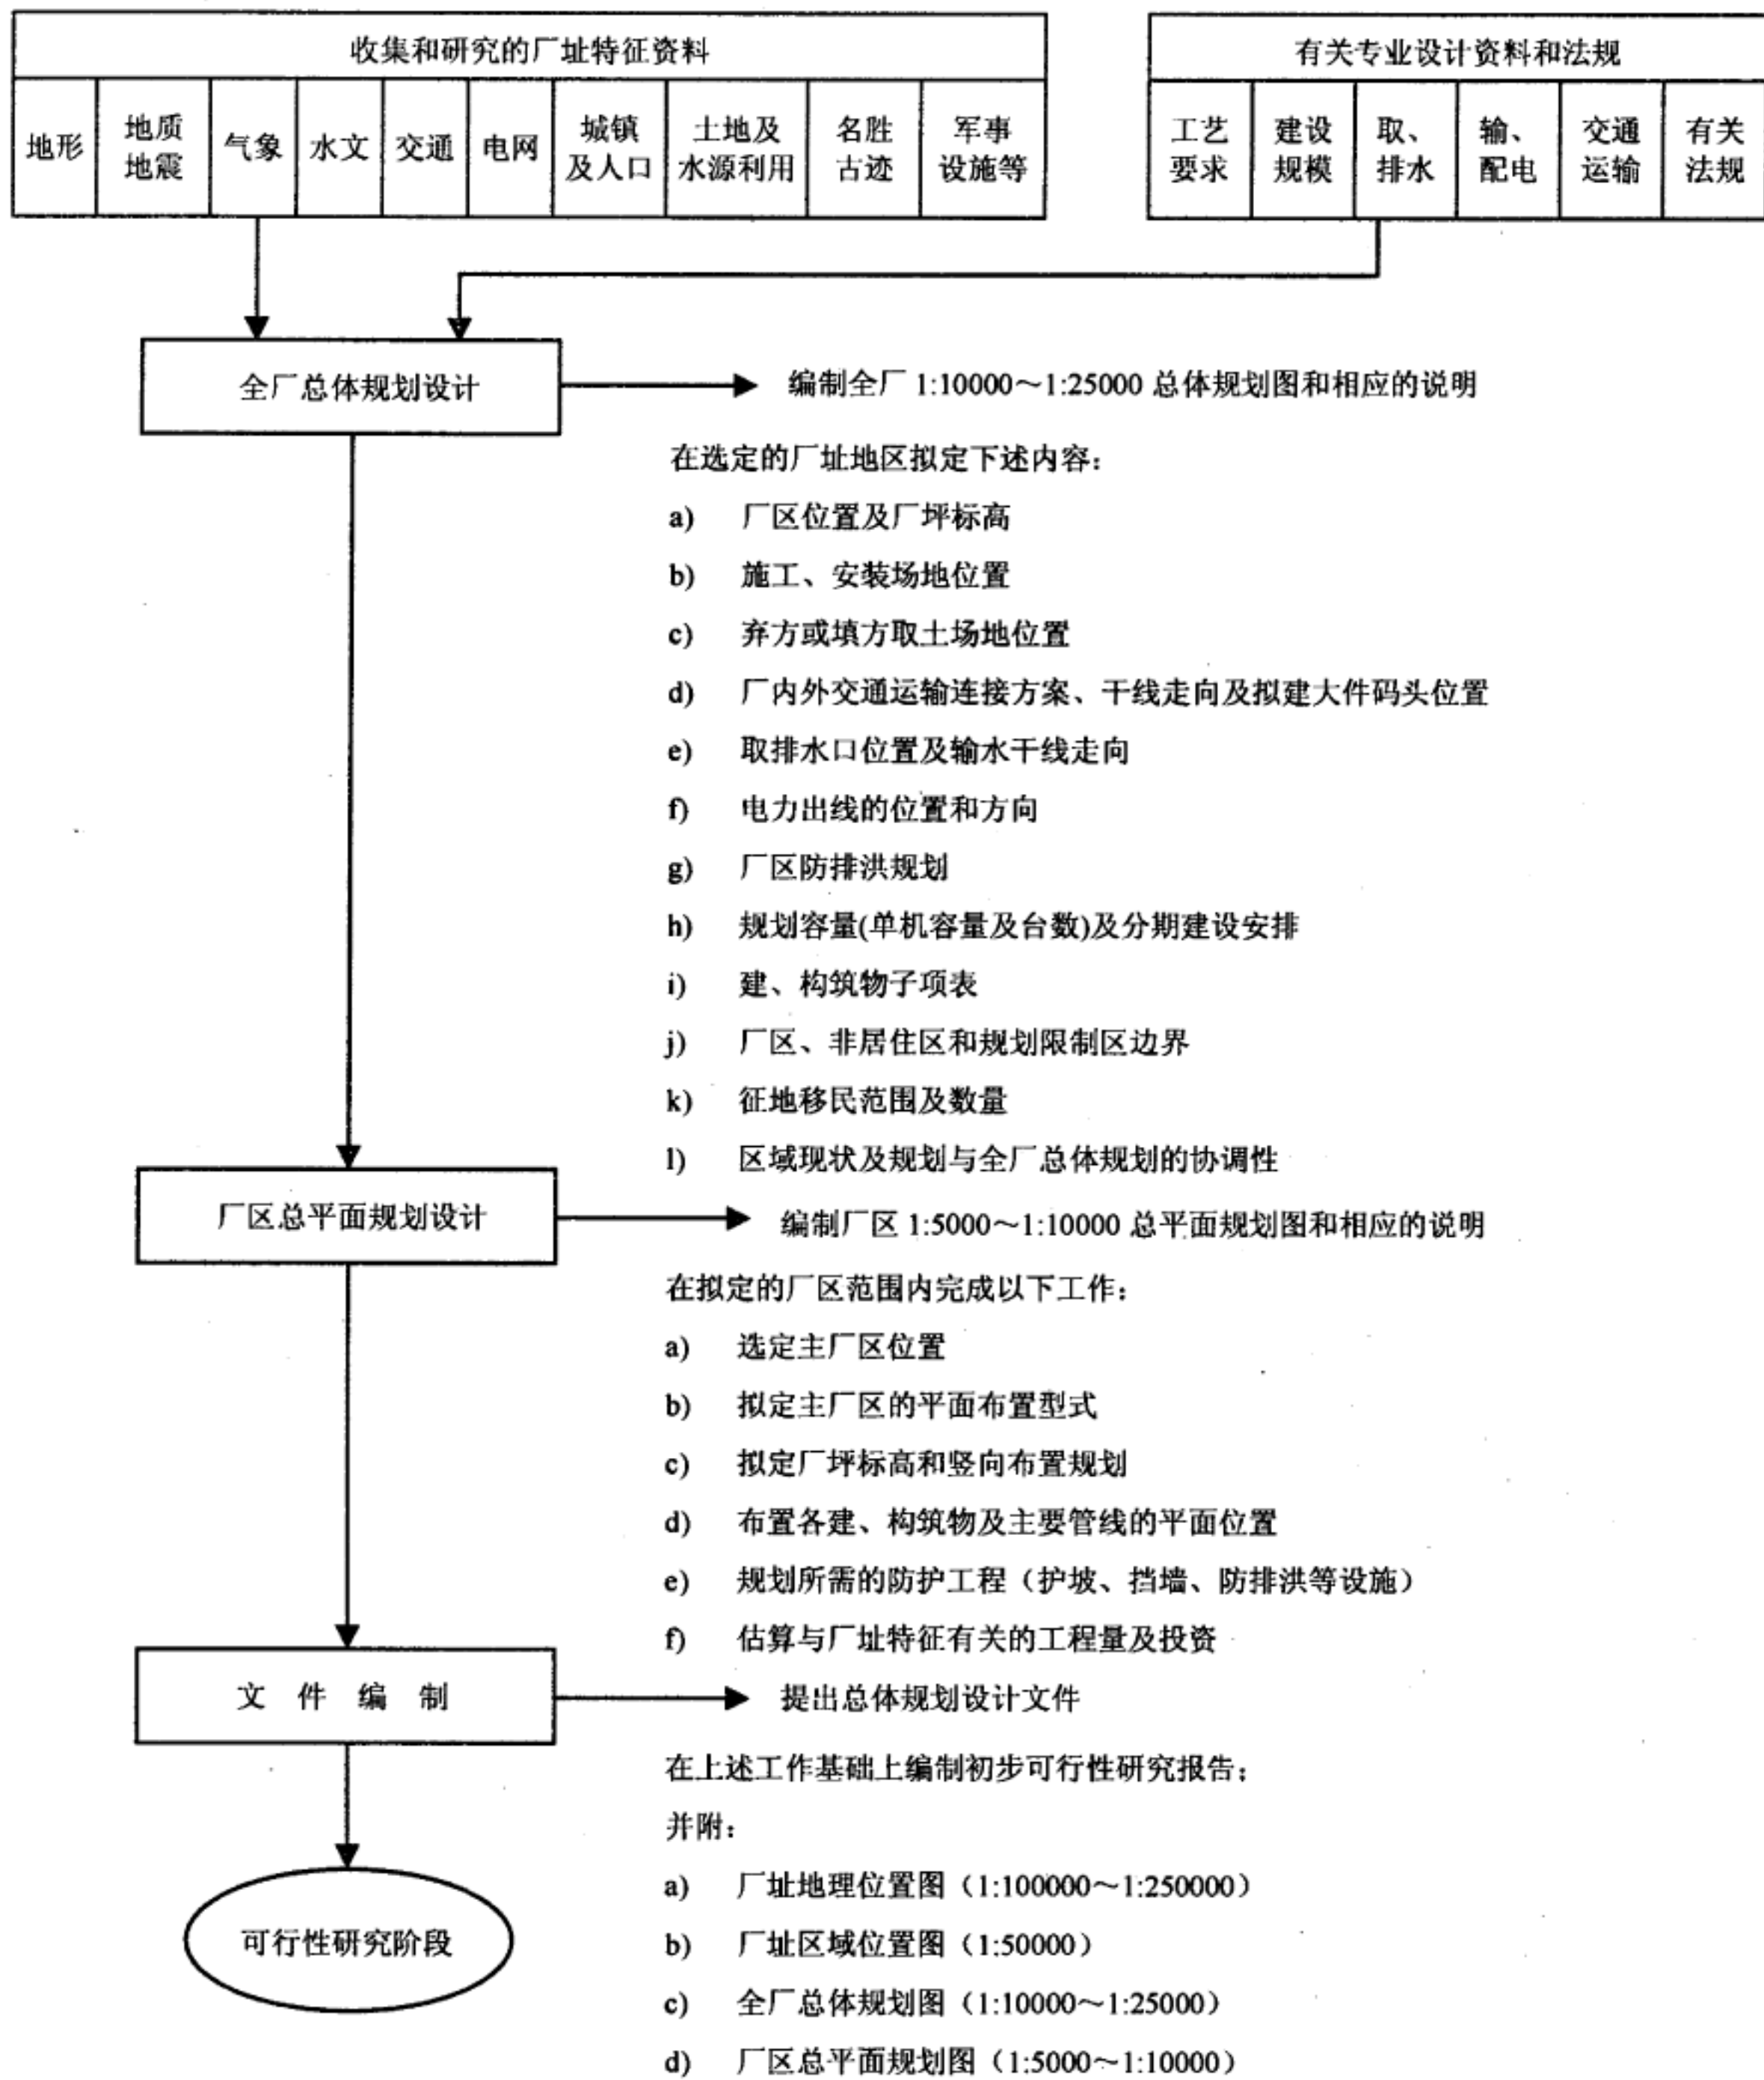 收集和研究的厂址特征资料
地形
地质
地震
气象
水文
交通
电网
城镇
及人口
土地及
水源利用
名胜
古迹
军事
设施等
有关专业设计资料和法规
工艺
要求
建设
规模
取、
排水
输、
配电
交通
运输
有关
法规
全厂总体规划设计
编制全厂 1:10000～1:25000 总体规划图和相应的说明
在选定的厂址地区拟定下述内容：
a) 厂区位置及厂坪标高
b) 施工、安装场地位置
c) 弃方或填方取土场地位置
d) 厂内外交通运输连接方案、干线走向及拟建大件码头位置
e) 取排水口位置及输水干线走向
f) 电力出线的位置和方向
g) 厂区防排洪规划
h) 规划容量(单机容量及台数)及分期建设安排
i) 建、构筑物子项表
j) 厂区、非居住区和规划限制区边界
k) 征地移民范围及数量
l) 区域现状及规划与全厂总体规划的协调性
厂区总平面规划设计
编制厂区 1:5000～1:10000 总平面规划图和相应的说明
在拟定的厂区范围内完成以下工作：
a) 选定主厂区位置
b) 拟定主厂区的平面布置型式
c) 拟定厂坪标高和竖向布置规划
d) 布置各建、构筑物及主要管线的平面位置
e) 规划所需的防护工程（护坡、挡墙、防排洪等设施）
f) 估算与厂址特征有关的工程量及投资
文 件 编 制
提出总体规划设计文件
在上述工作基础上编制初步可行性研究报告；
并附：
a) 厂址地理位置图（1:100000～1:250000）
可行性研究阶段
b) 厂址区域位置图（1:50000）
c) 全厂总体规划图（1:10000～1:25000）
d) 厂区总平面规划图（1:5000～1:10000）